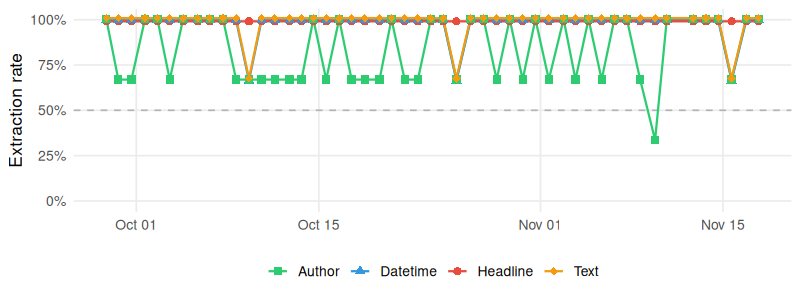 100%
75%
50%
25%
0%
Extraction rate
Oct 01
Oct 15
Nov 01
Nov 15
Author
Datetime
Headline
Text